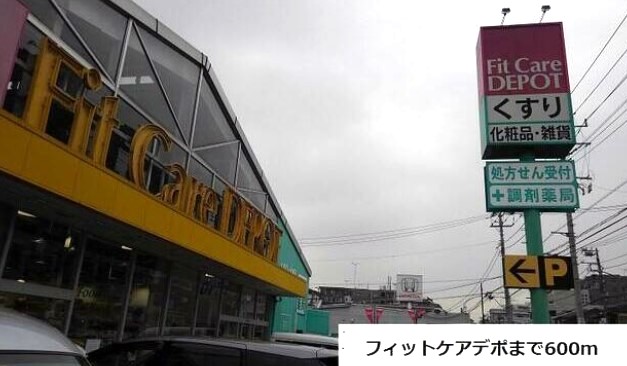 Fit Care DEPOT
Fit Care
DEPOT
くすり
化粧品・雑貨
処方せん受付
+調剤薬局
←P
フィットケアデポまで600m